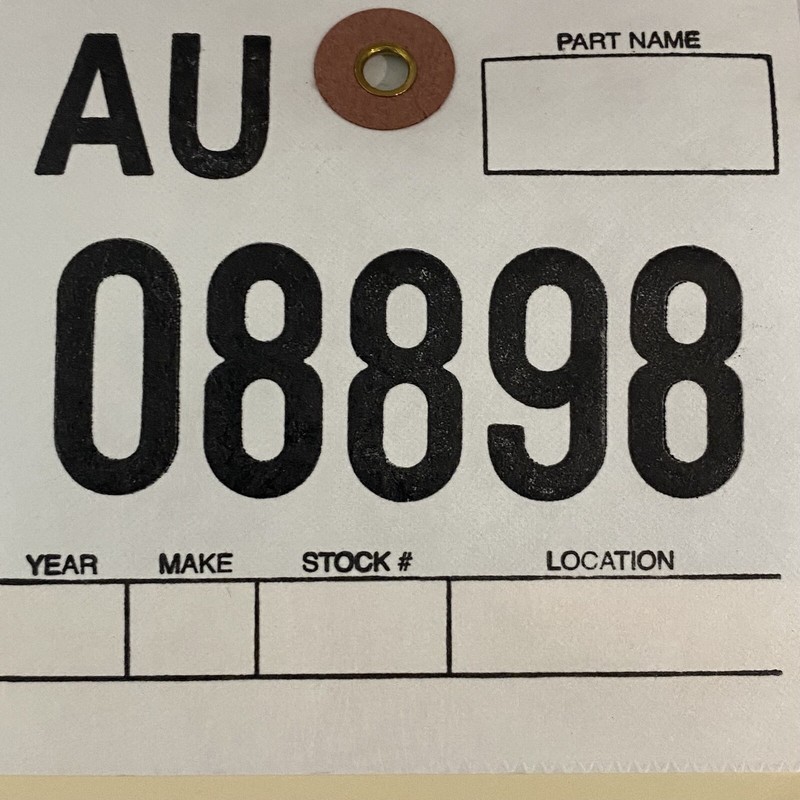 AU
PART NAME
08898
YEAR MAKE STOCK # LOCATION